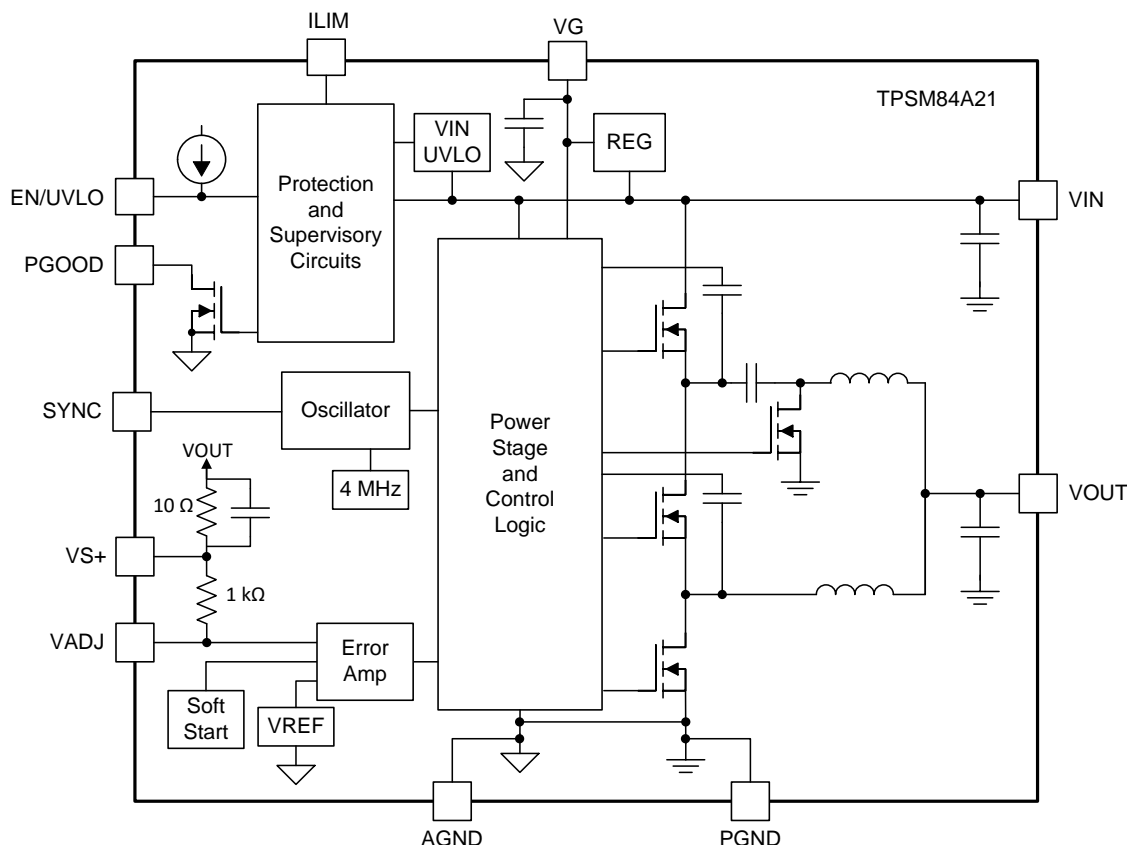 ILIM
VG
TPSM84A21
VIN
UVLO
REG
EN/UVLO
Protection
and
Supervisory
Circuits
VIN
PGOOD
SYNC
Oscillator
4 MHz
Power
Stage
and
Control
Logic
VOUT
10 Ω
VOUT
VS+
1 kΩ
VADJ
Error
Amp
Soft
Start
VREF
AGND
PGND